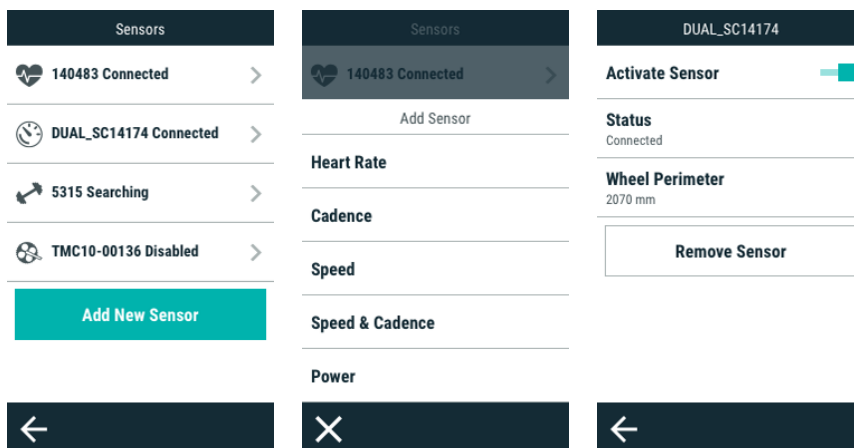 Sensors
140483 Connected
DUAL_SC14174 Connected
5315 Searching
TMC10-00136 Disabled
Add New Sensor
Sensors
140483 Connected
Add Sensor
Heart Rate
Cadence
Speed
Speed & Cadence
Power
DUAL_SC14174
Activate Sensor
Status
Connected
Wheel Perimeter
2070 mm
Remove Sensor